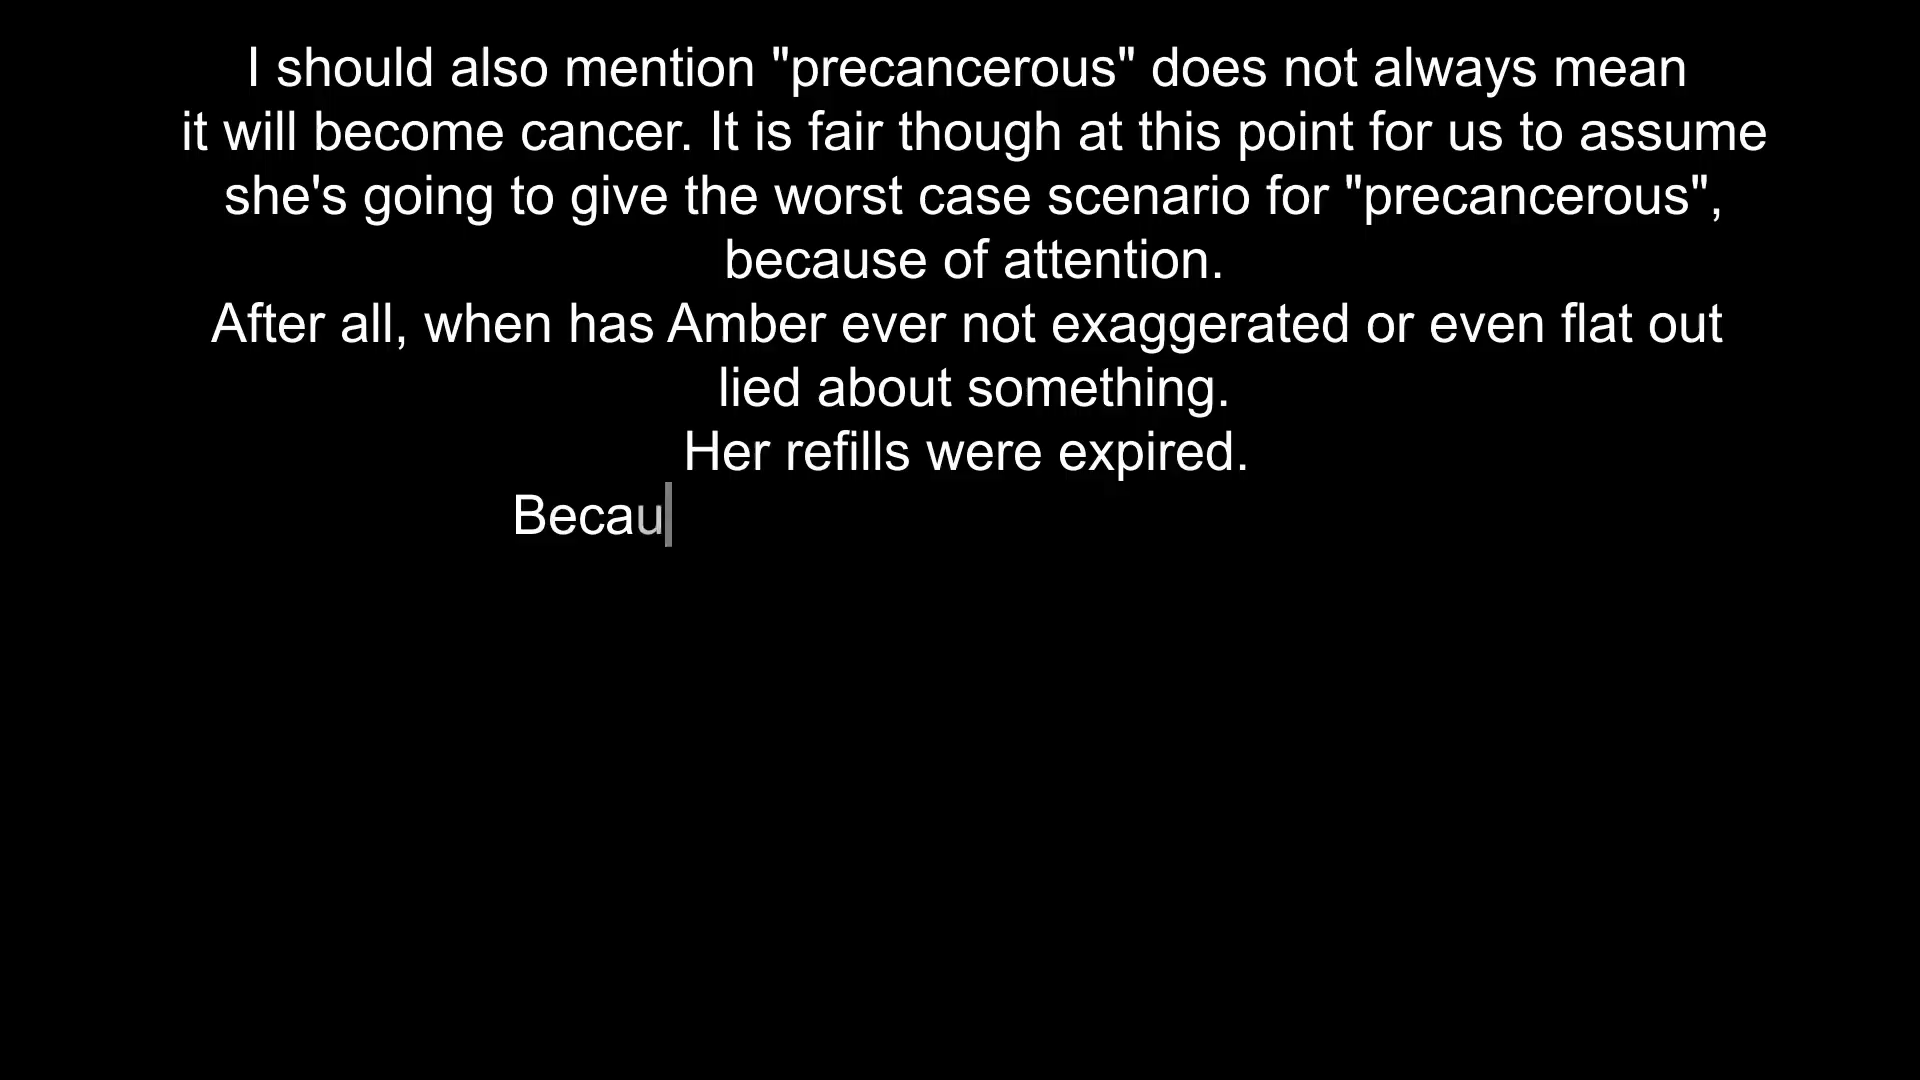 I should also mention "precancerous" does not always mean
it will become cancer. It is fair though at this point for us to assume
she's going to give the worst case scenario for "precancerous",
because of attention.
After all, when has Amber ever not exaggerated or even flat out
lied about something.
Her refills were expired.
Becau